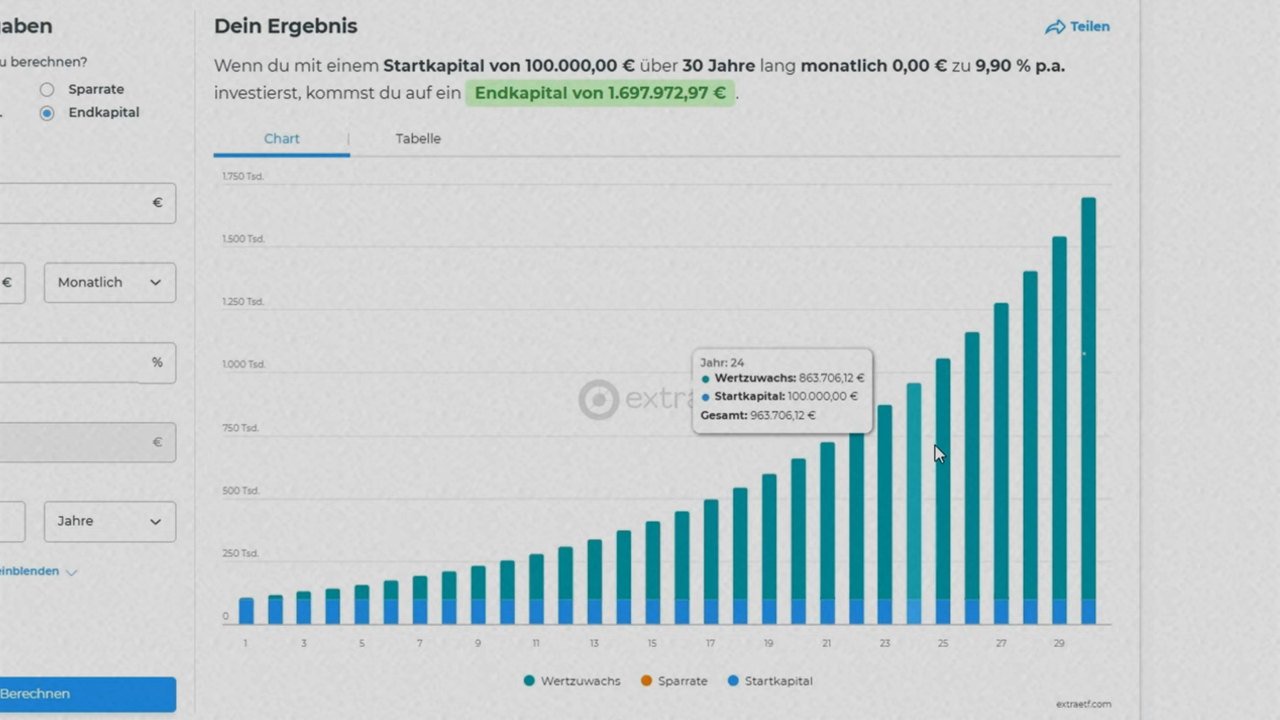 gaben
u berechnen?
Sparrate
Endkapital
€
€
Monatlich
%
€
Jahre
einblenden
Berechnen
Dein Ergebnis
Teilen
Wenn du mit einem Startkapital von 100.000,00 € über 30 Jahre lang monatlich 0,00 € zu 9,90 % p.a.
investierst, kommst du auf ein Endkapital von 1.697.972,97 € .
Chart
Tabelle
1.750 Tsd.
1.500 Tsd.
1.250 Tsd.
1.000 Tsd.
750 Tsd.
500 Tsd.
250 Tsd.
0
extra
Jahr: 24
Wertzuwachs: 863.706,12 €
Startkapital: 100.000,00 €
Gesamt: 963.706,12 €
1 3 5 7 9 11 13 15 17 19 21 23 25 27 29
Wertzuwachs Sparrate Startkapital
extraetf.com